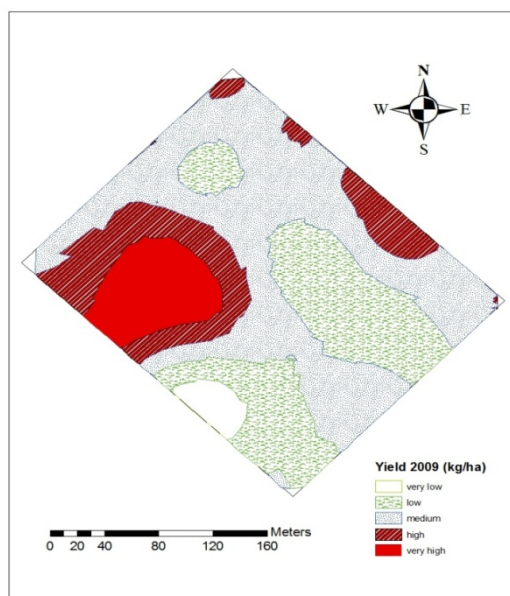 N
W E
S
Yield 2009 (kg/ha)
very low
low
medium
high
very high
Meters
0 20 40 80 120 160